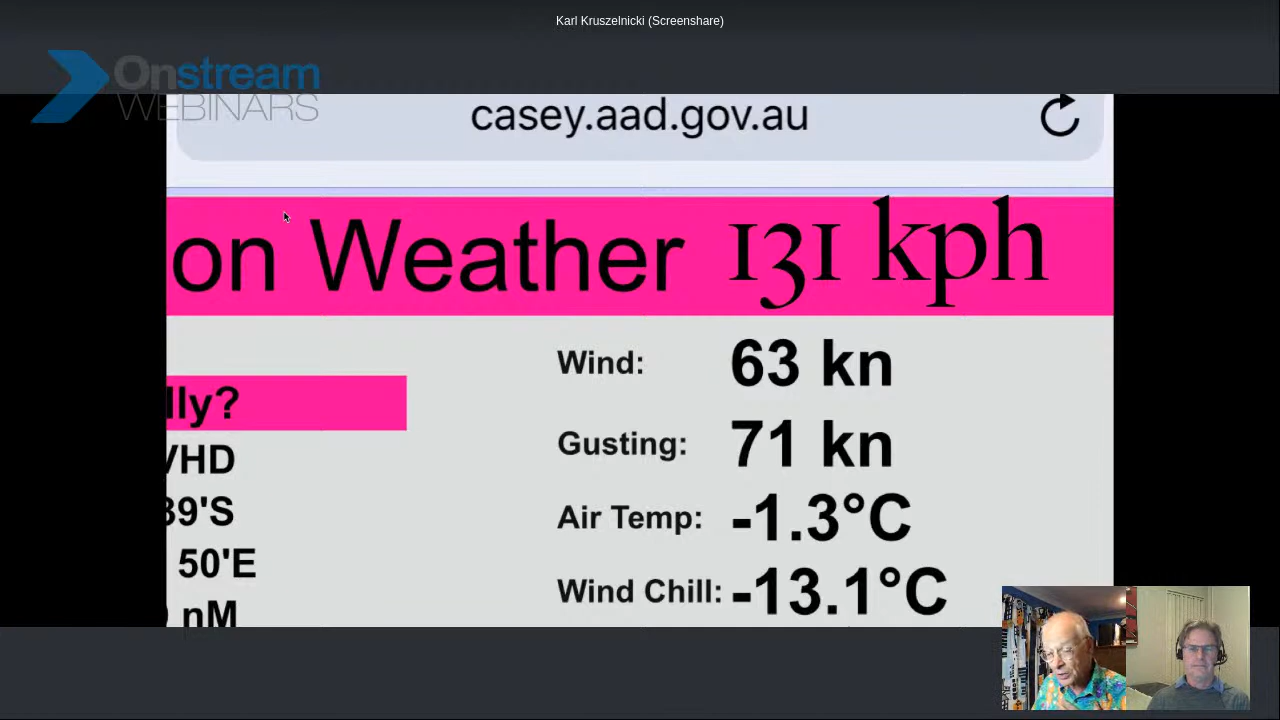 Karl Kruszelnicki (Screenshare)
Onstream
WEBINARS
casey.aad.gov.au
on Weather 131 kph
Wind: 63 kn
lly?
Gusting: 71 kn
VHD
39'S
Air Temp: -1.3°C
50'E
Wind Chill: -13.1°C
nM